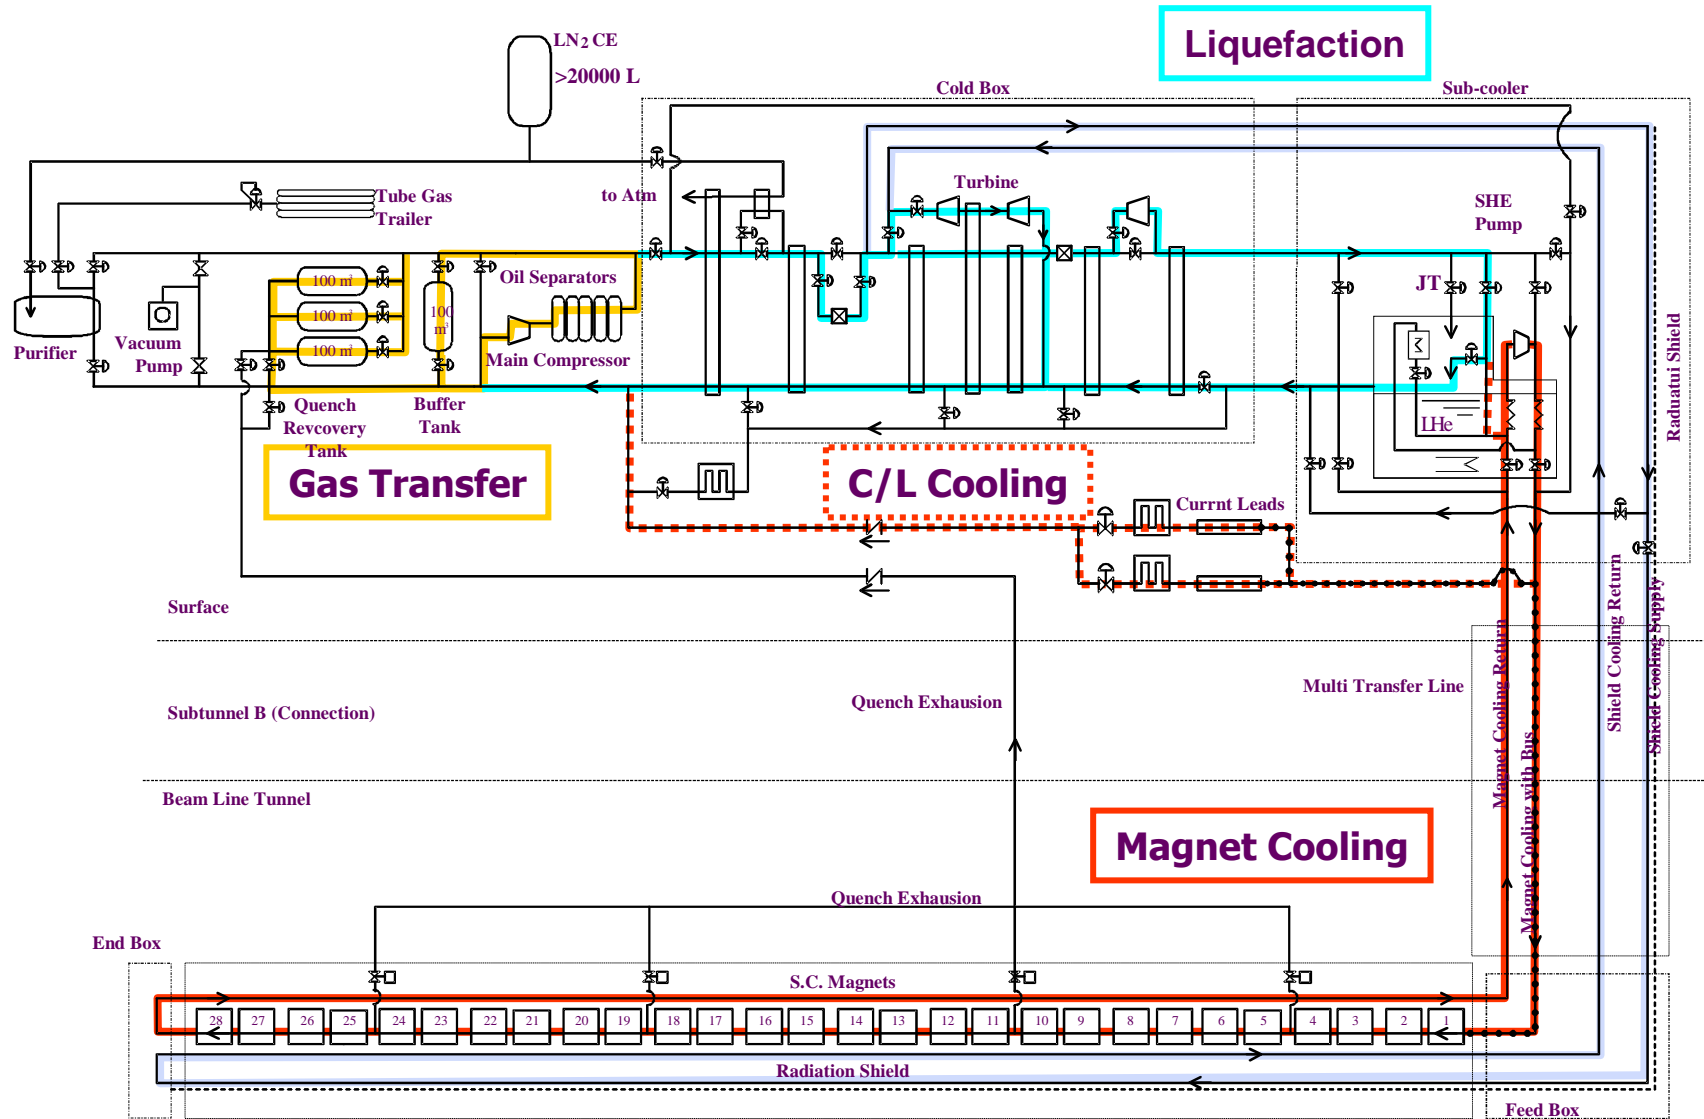 LN2 CE
>20000 L
Liquefaction
Cold Box
Sub-cooler
Tube Gas
Trailer
to Atm
Turbine
SHE
Pump
Oil Separators
JT
100 m³
100 m³
100 m³
100
m³
Purifier
Vacuum
Pump
Main Compressor
Raduatui Shield
Quench
Revcovery
Tank
Buffer
Tank
LHe
Gas Transfer
C/L Cooling
Currnt Leads
Surface
Shield Cooling Return
Shield Cooling Supply
Magnet Cooling Return
Magnet Cooling with Bus
Multi Transfer Line
Subtunnel B (Connection)
Quench Exhausion
Beam Line Tunnel
Magnet Cooling
Quench Exhausion
End Box
S.C. Magnets
28 27 26 25 24 23 22 21 20 19 18 17 16 15 14 13 12 11 10 9 8 7 6 5 4 3 2 1
Radiation Shield
Feed Box